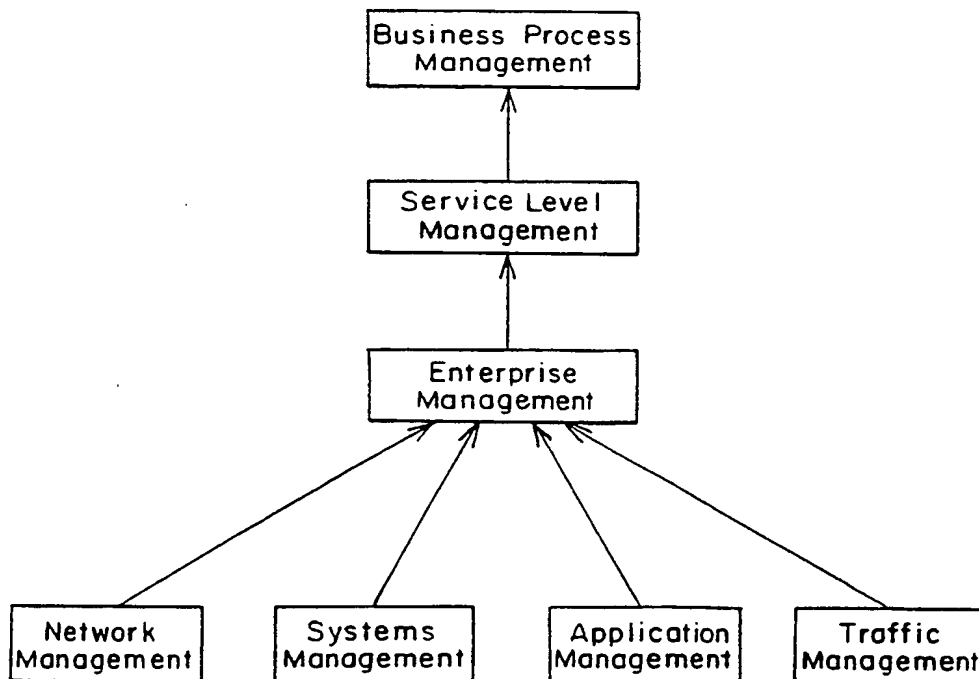 Business Process
Management
Service Level
Management
Enterprise
Management
Network
Management
Systems
Management
Application
Management
Traffic
Management